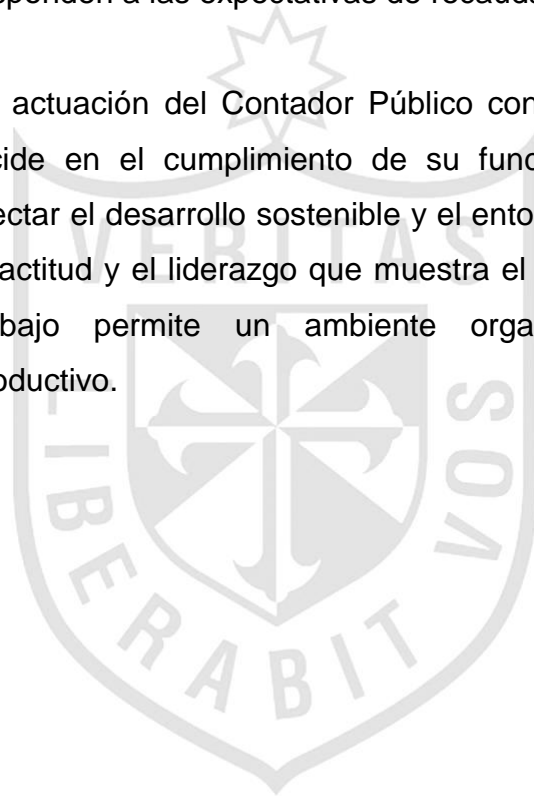 sponden a las expectativas de recauda
actuación del Contador Público con
cide en el cumplimiento de su func
ectar el desarrollo sostenible y el ento
actitud y el liderazgo que muestra el
bajo permite un ambiente orga
oductivo.
VERITAS
LIBERABIT
VOS